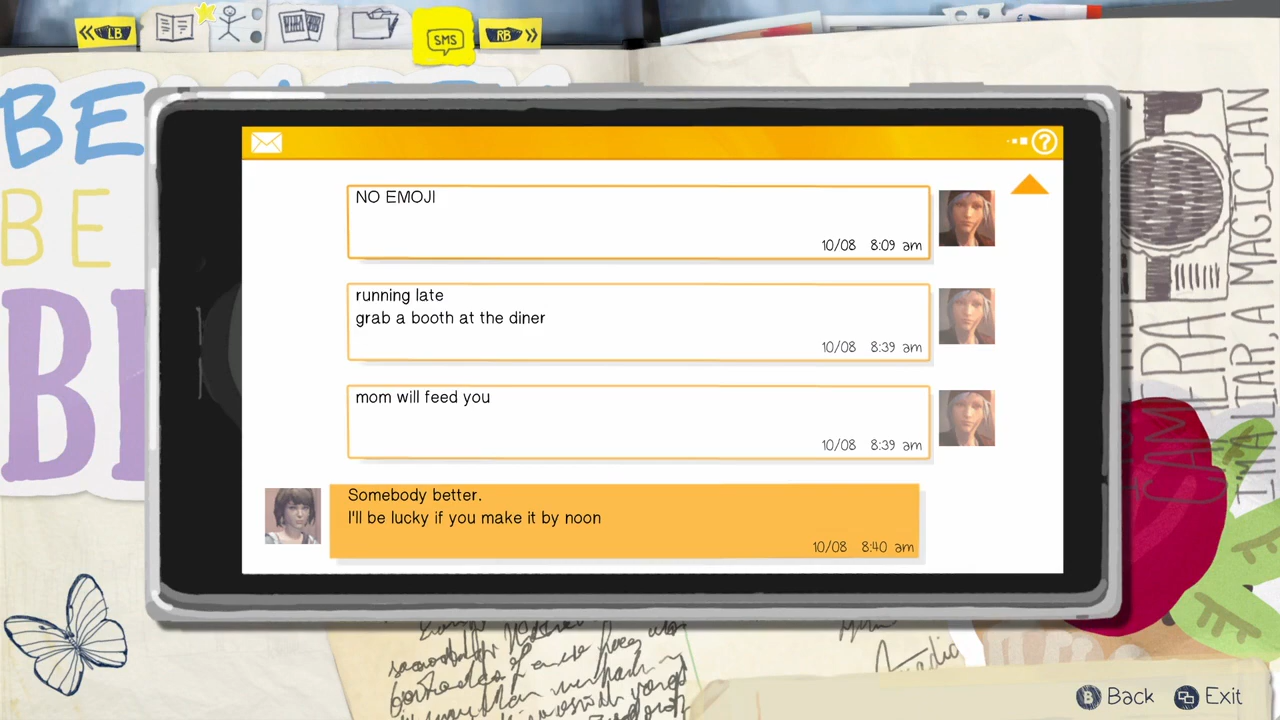 LB
SMS
RB
BE
BE
NO EMOJI
10/08 8:09 am
running late
grab a booth at the diner
10/08 8:39 am
mom will feed you
10/08 8:39 am
Somebody better.
I'll be lucky if you make it by noon
10/08 8:40 am
?
CAMERA
I'M A LIAR, A MAGICIAN
B Back
Exit